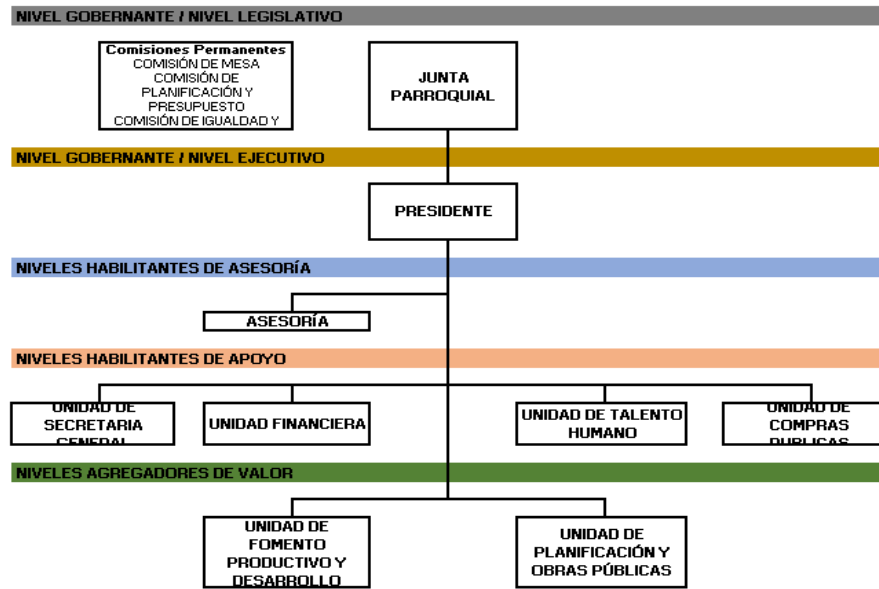 NIVEL GOBERNANTE / NIVEL LEGISLATIVO
Comisiones Permanentes
COMISIÓN DE MESA
COMISIÓN DE
PLANIFICACIÓN Y
PRESUPUESTO
COMISIÓN DE IGUALDAD Y
JUNTA
PARROQUIAL
NIVEL GOBERNANTE / NIVEL EJECUTIVO
PRESIDENTE
NIVELES HABILITANTES DE ASESORÍA
ASESORÍA
NIVELES HABILITANTES DE APOYO
UNIDAD DE
SECRETARIA
GENERAL
UNIDAD FINANCIERA
UNIDAD DE TALENTO
HUMANO
UNIDAD DE
COMPRAS
PUBLICAS
NIVELES AGREGADORES DE VALOR
UNIDAD DE
FOMENTO
PRODUCTIVO Y
DESARROLLO
UNIDAD DE
PLANIFICACIÓN Y
OBRAS PÚBLICAS